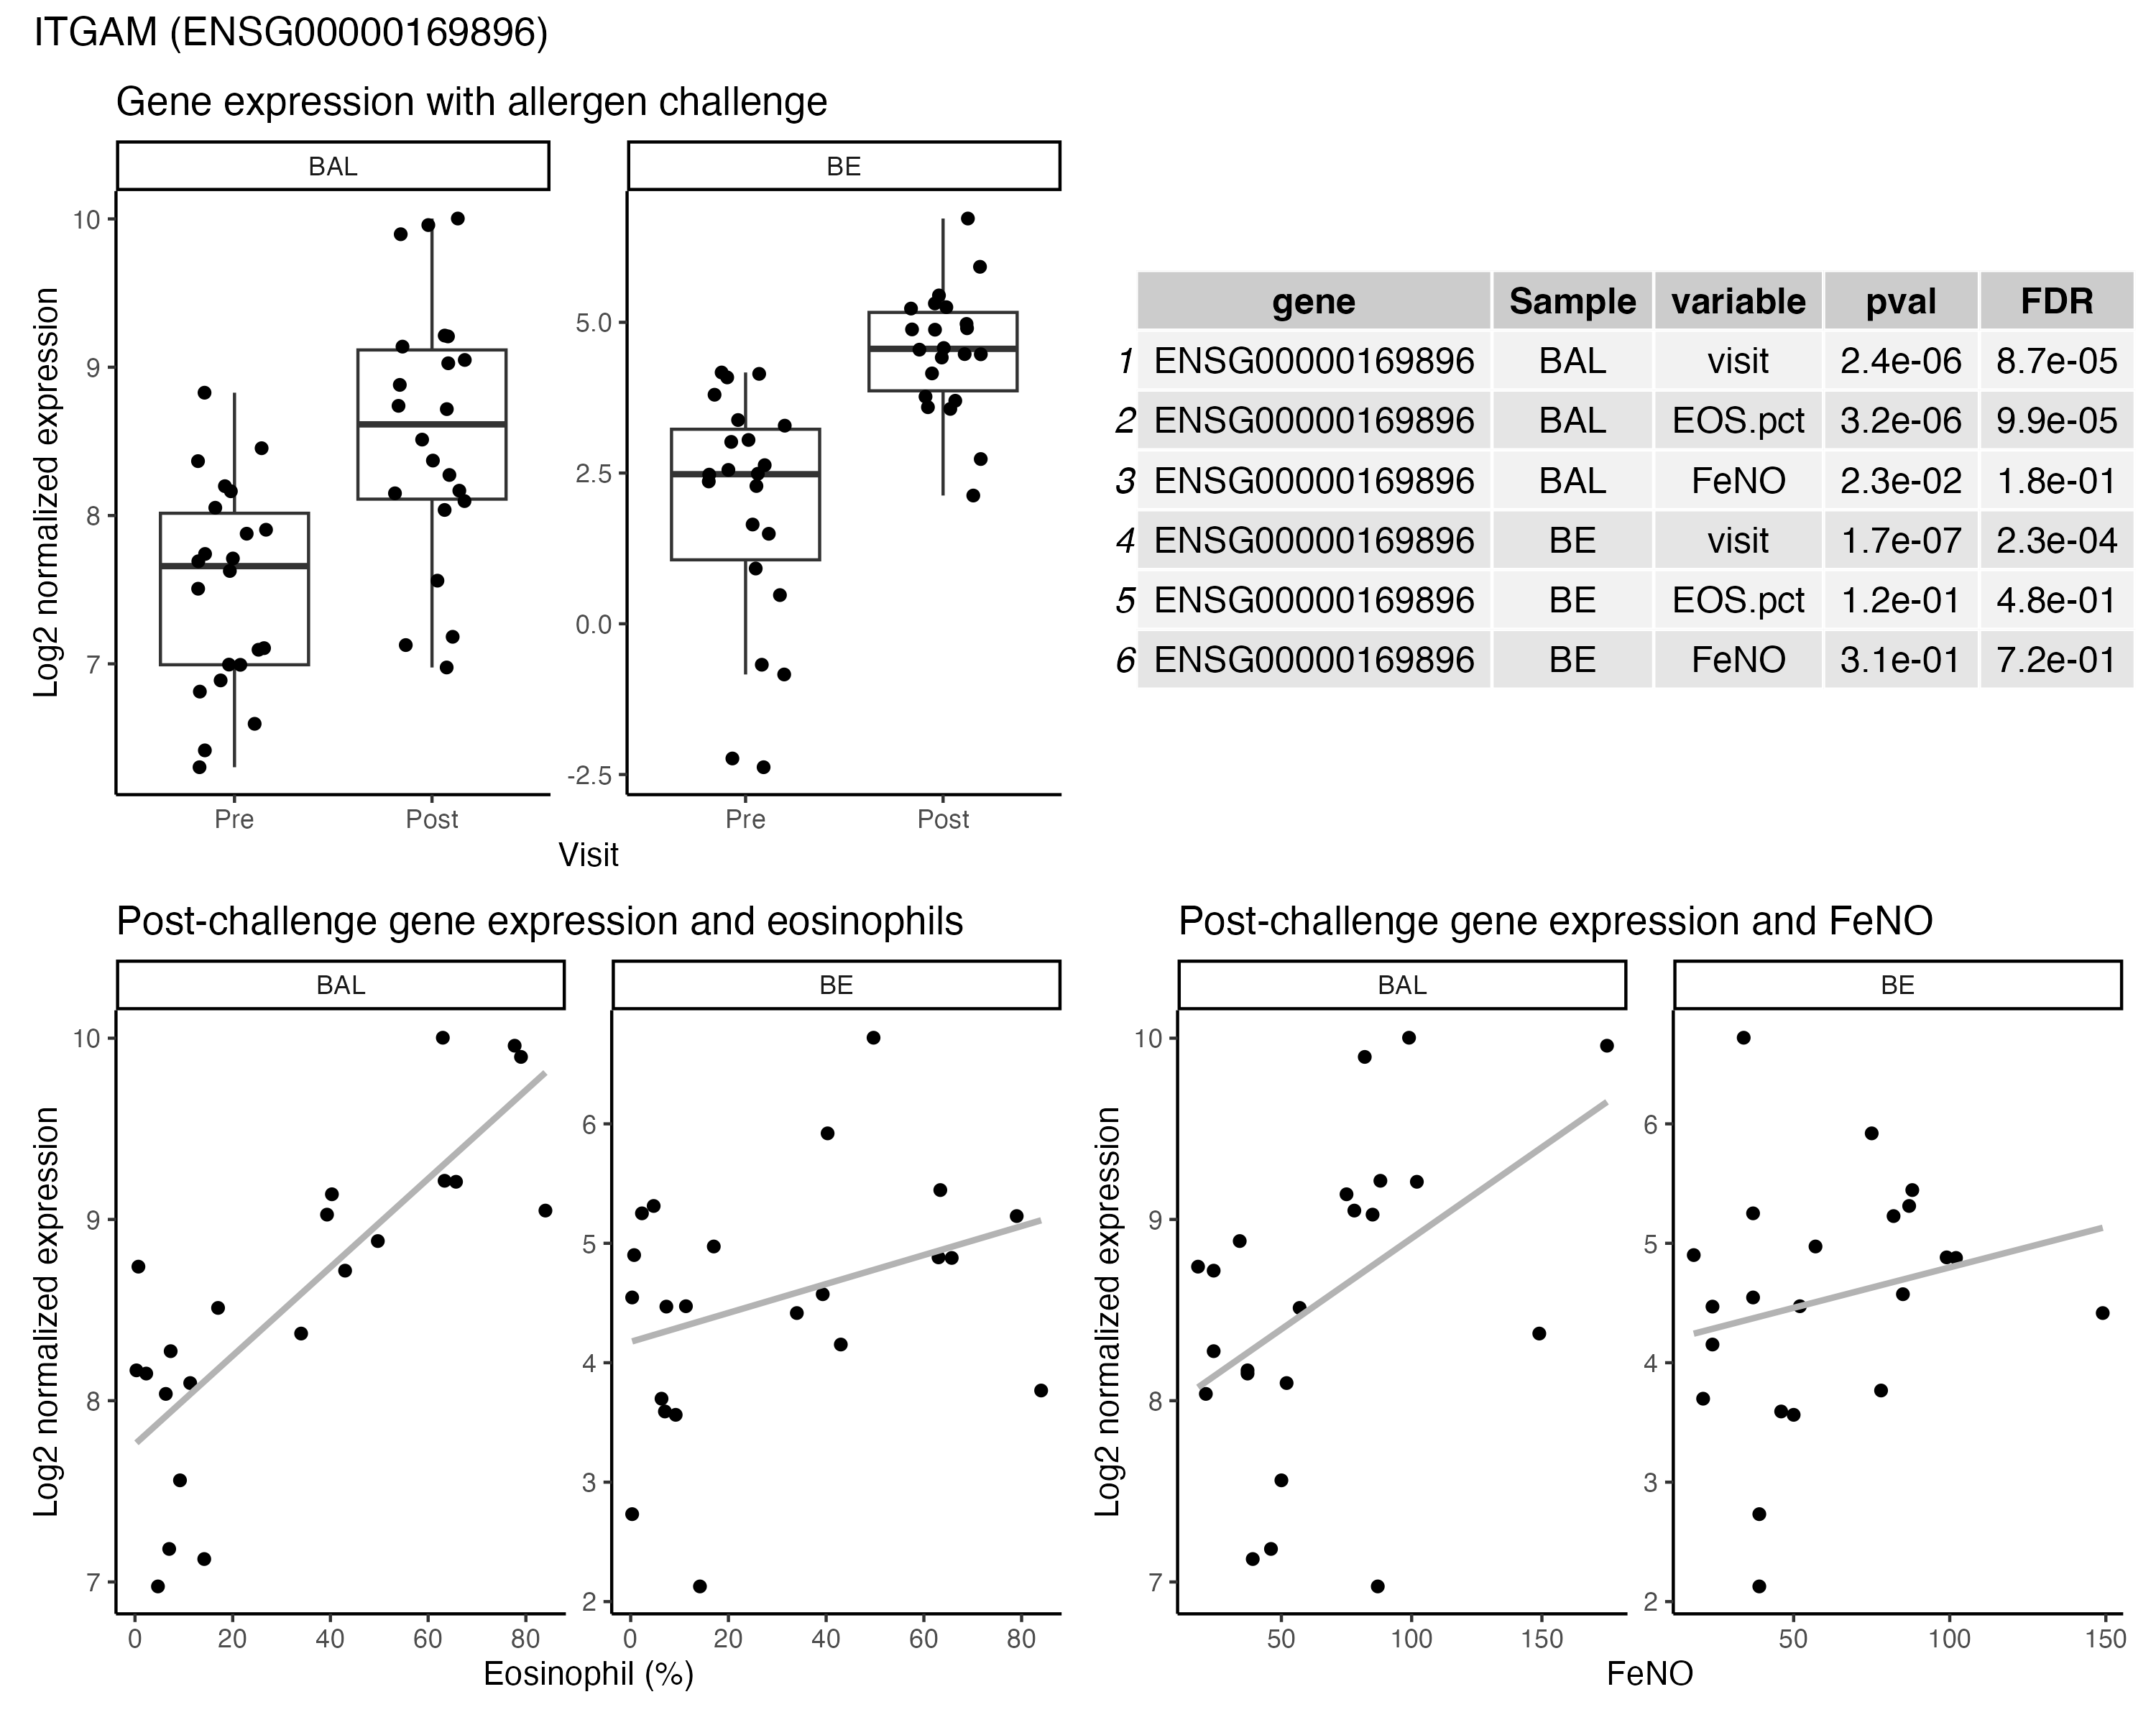 ITGAM (ENSG00000169896)
Gene expression with allergen challenge
BAL
BE
Log2 normalized expression
10
9
8
7
5.0
2.5
0.0
-2.5
Pre
Post
Pre
Post
Visit
gene Sample variable pval FDR
1 ENSG00000169896 BAL visit 2.4e-06 8.7e-05
2 ENSG00000169896 BAL EOS.pct 3.2e-06 9.9e-05
3 ENSG00000169896 BAL FeNO 2.3e-02 1.8e-01
4 ENSG00000169896 BE visit 1.7e-07 2.3e-04
5 ENSG00000169896 BE EOS.pct 1.2e-01 4.8e-01
6 ENSG00000169896 BE FeNO 3.1e-01 7.2e-01
Post-challenge gene expression and eosinophils
BAL
BE
Log2 normalized expression
10
9
8
7
6
5
4
3
2
0 20 40 60 80
0 20 40 60 80
Eosinophil (%)
Post-challenge gene expression and FeNO
BAL
BE
Log2 normalized expression
10
9
8
7
6
5
4
3
2
50 100 150
50 100 150
FeNO